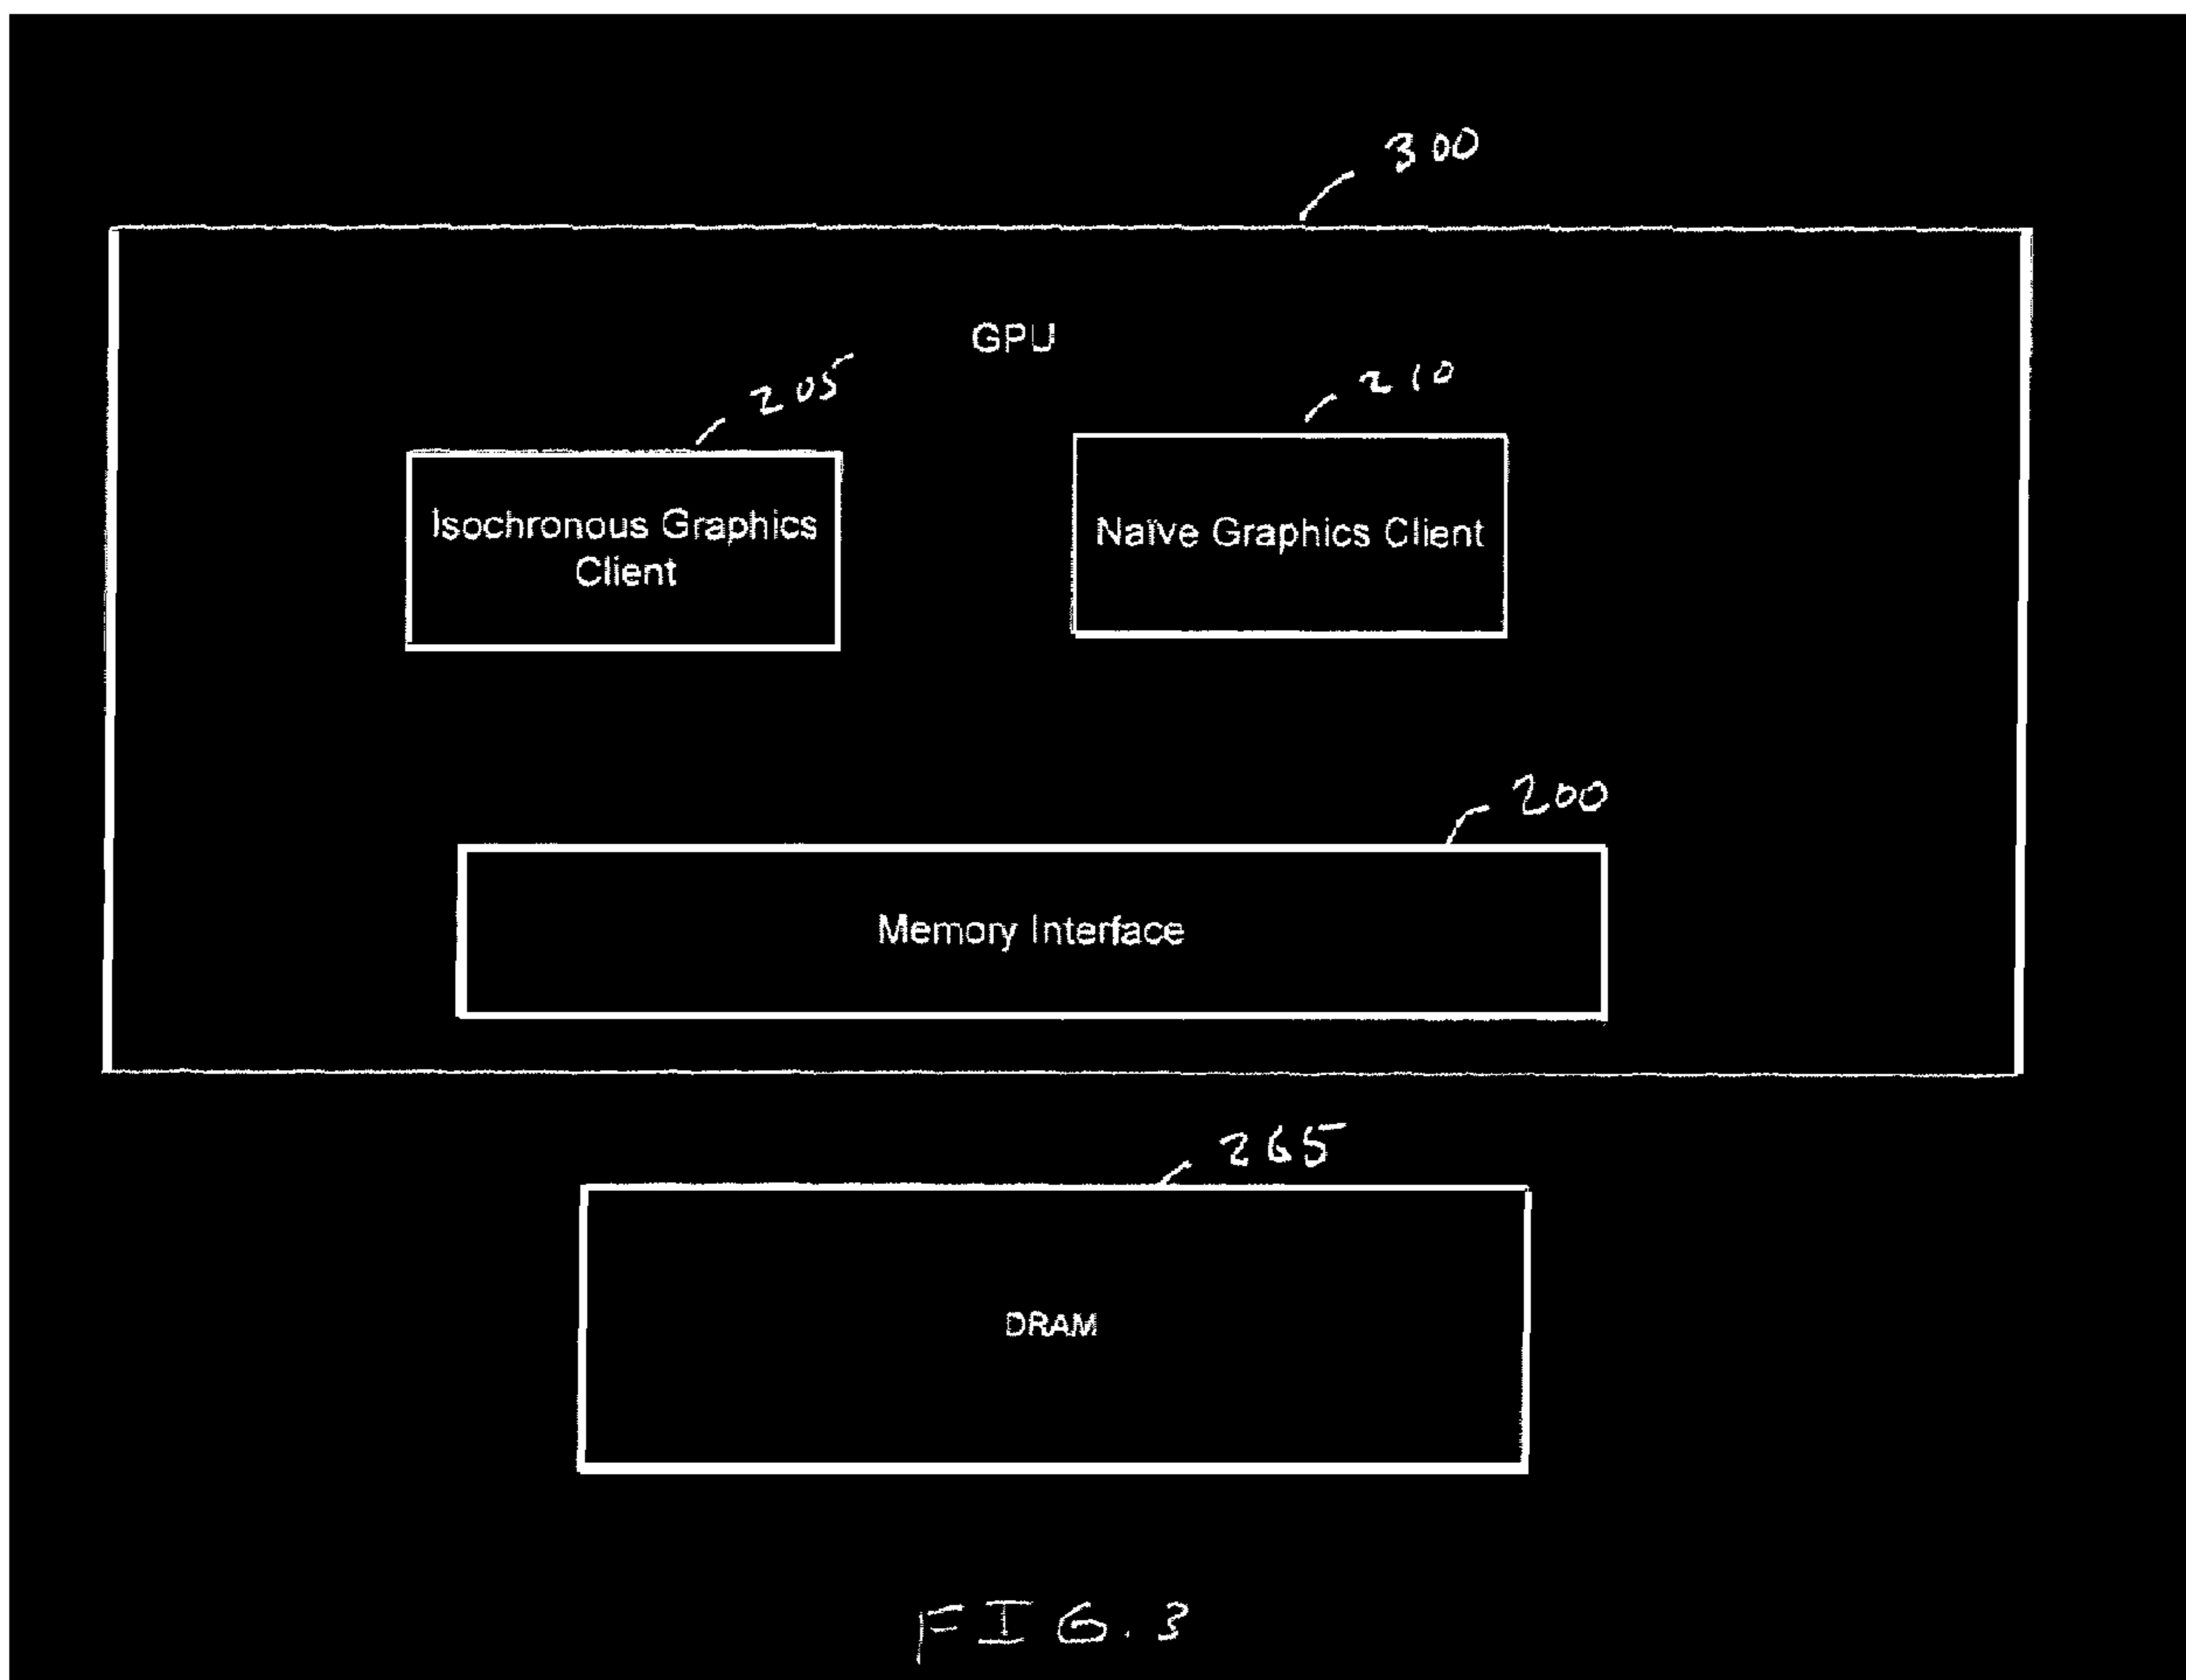 300
GPU
205
210
Isochronous Graphics
Client
Naïve Graphics Client
200
Memory Interface
265
DRAM
FIG. 3